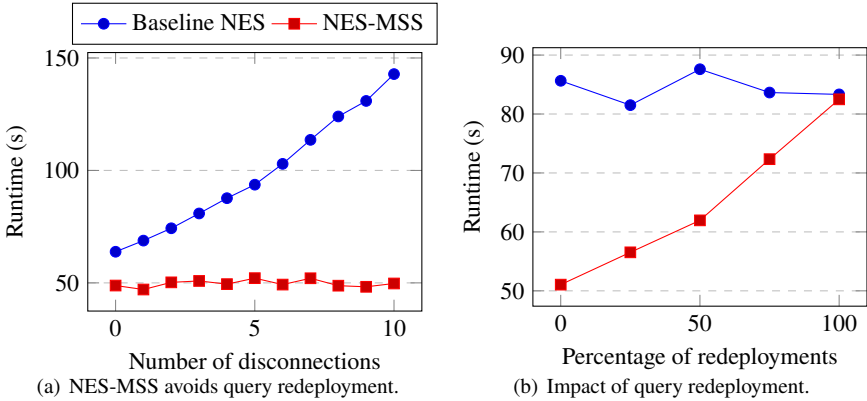 Baseline NES
NES-MSS
150
100
50
Runtime (s)
0
5
10
Number of disconnections
(a) NES-MSS avoids query redeployment.
90
80
70
60
50
Runtime (s)
0
50
100
Percentage of redeployments
(b) Impact of query redeployment.